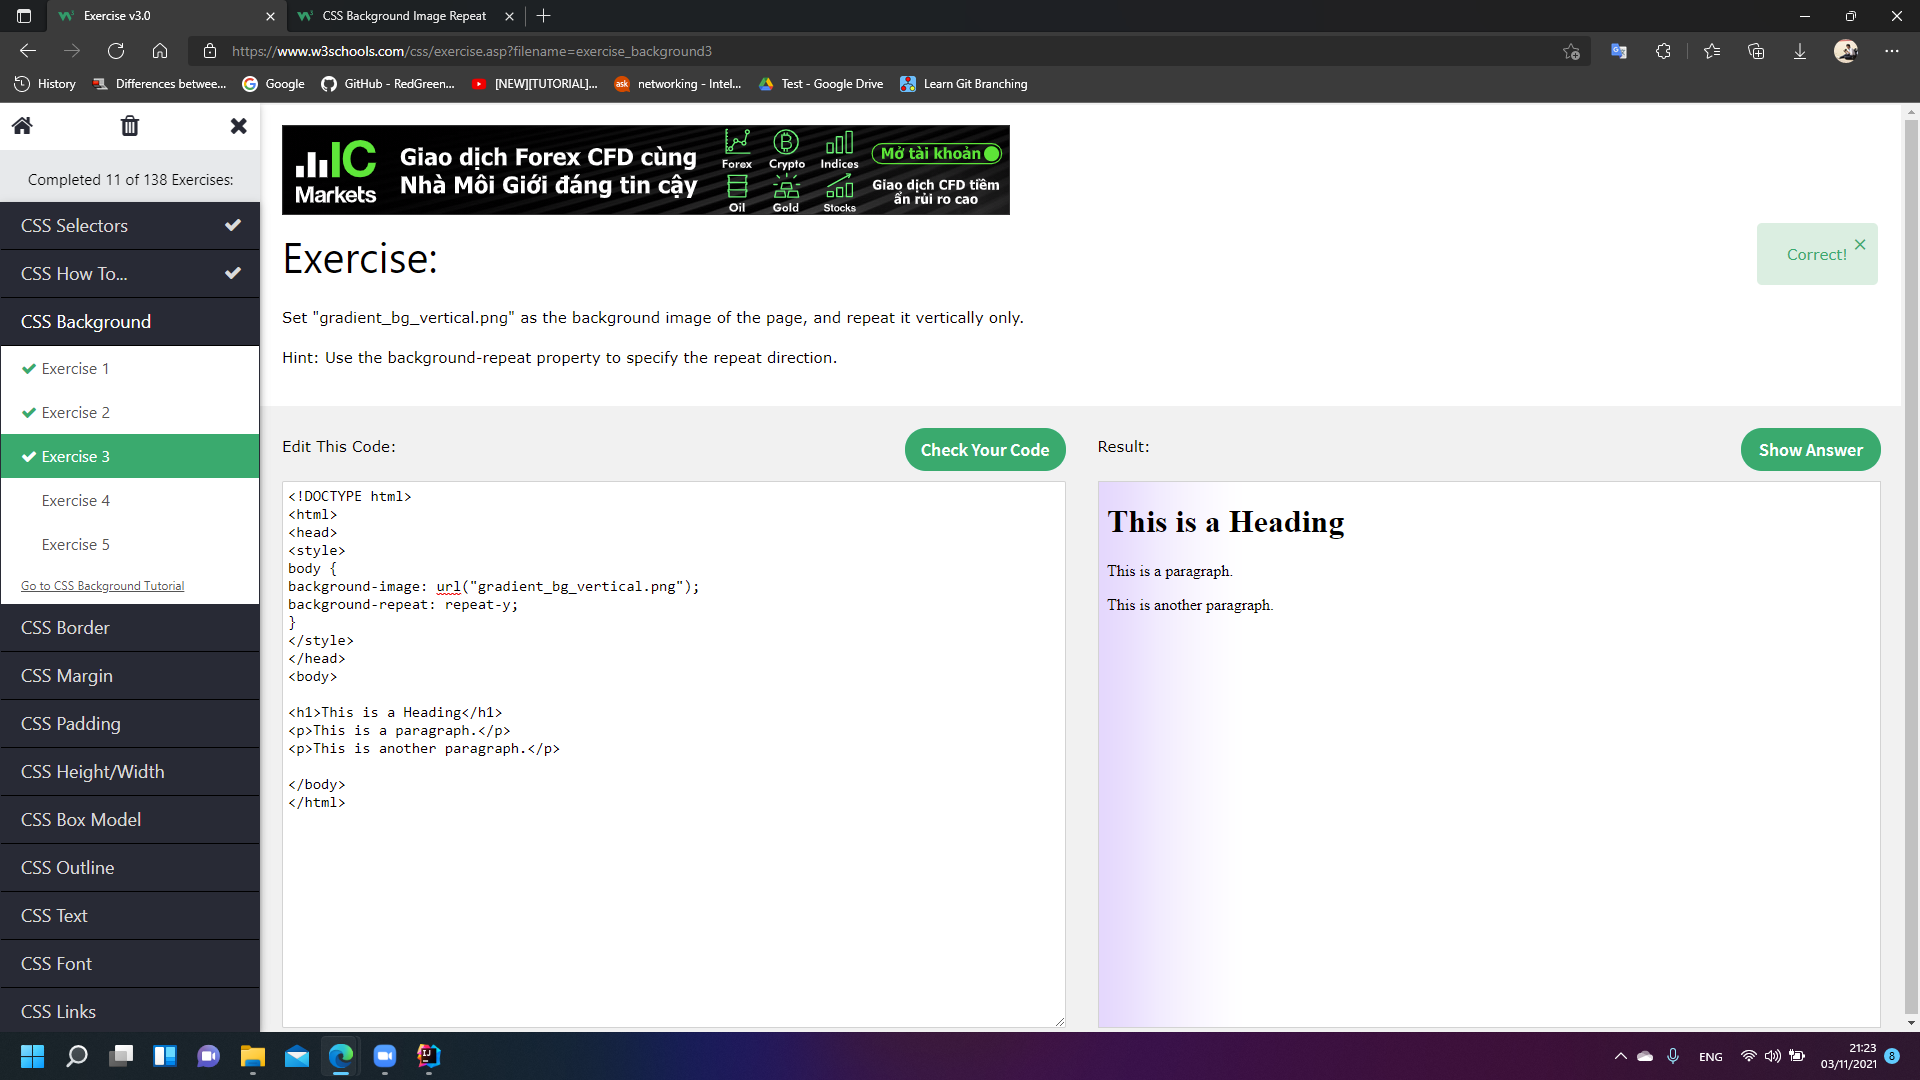 Exercise v3.0
CSS Background Image Repeat
https://www.w3schools.com/css/exercise.asp?filename=exercise_background3
History
Differences betwee...
Google
GitHub - RedGreen...
[NEW][TUTORIAL]...
ask
networking - Intel...
Test - Google Drive
Learn Git Branching
Completed 11 of 138 Exercises:
CSS Selectors
CSS How To...
CSS Background
Exercise 1
Exercise 2
Exercise 3
Exercise 4
Exercise 5
Go to CSS Background Tutorial
CSS Border
CSS Margin
CSS Padding
CSS Height/Width
CSS Box Model
CSS Outline
CSS Text
CSS Font
CSS Links
IC
Markets
Giao dịch Forex CFD cùng
Nhà Môi Giới đáng tin cậy
Forex
Crypto
Indices
Oil
Gold
Stocks
Mở tài khoản
Giao dịch CFD tiềm
ẩn rủi ro cao
Exercise:
Correct!
Set "gradient_bg_vertical.png" as the background image of the page, and repeat it vertically only.
Hint: Use the background-repeat property to specify the repeat direction.
Edit This Code:
Check Your Code
<!DOCTYPE html>
<html>
<head>
<style>
body {
background-image: url("gradient_bg_vertical.png");
background-repeat: repeat-y;
}
</style>
</head>
<body>
<h1>This is a Heading</h1>
<p>This is a paragraph.</p>
<p>This is another paragraph.</p>
</body>
</html>
Result:
Show Answer
This is a Heading
This is a paragraph.
This is another paragraph.
IJ
ENG
21:23
03/11/2021
8